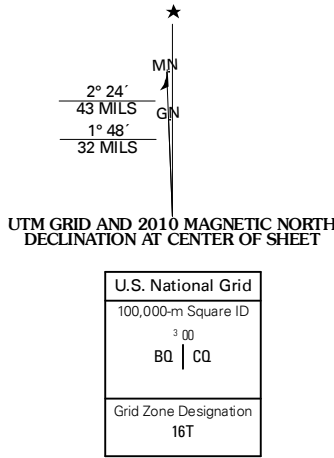 ★
MN
2° 24´
43 MILS
GN
1° 48´
32 MILS
UTM GRID AND 2010 MAGNETIC NORTH
DECLINATION AT CENTER OF SHEET
U.S. National Grid
100,000-m Square ID
3 00
BQ CQ
Grid Zone Designation
16T